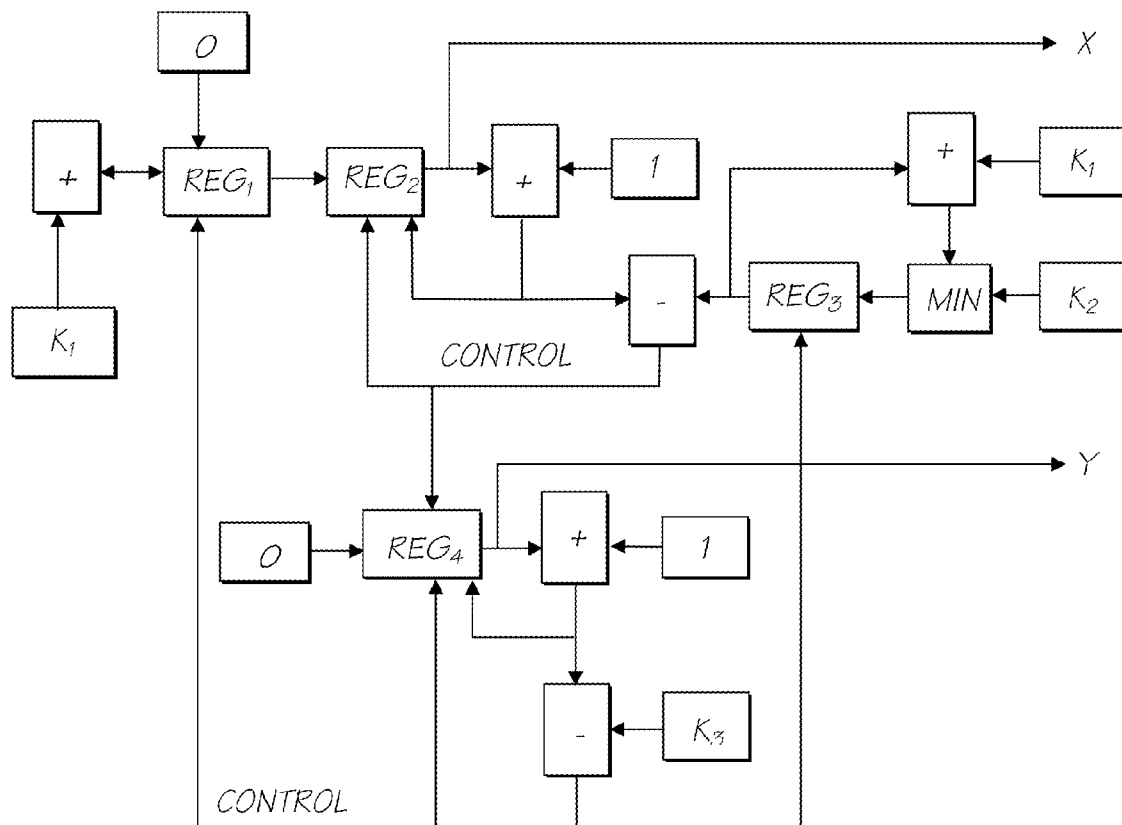 0
X
+
REG₁
REG₂
+
1
+
K₁
K₁
-
REG₃
MIN
K₂
CONTROL
Y
0
REG₄
+
1
-
K₃
CONTROL